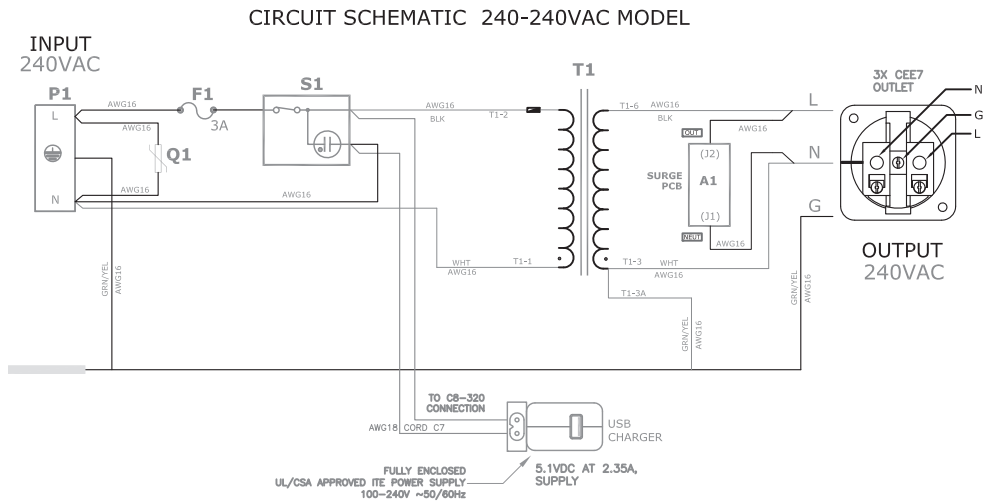 CIRCUIT SCHEMATIC 240-240VAC MODEL
INPUT
240VAC
P1
L
N
AWG16
AWG16
AWG16
Q1
F1
3A
S1
AWG16
AWG16
BLK
T1-2
T1
T1-6
AWG16
BLK
OUT
AWG16
(J2)
SURGE
PCB
A1
(J1)
NEUT
AWG16
T1-1
WHT
AWG16
T1-3
WHT
AWG16
T1-3A
GRN/YEL
AWG16
GRN/YEL
AWG16
GRN/YEL
AWG16
L
N
G
3X CEE7
OUTLET
N
G
L
OUTPUT
240VAC
TO C8-320
CONNECTION
AWG18 CORD C7
USB
CHARGER
FULLY ENCLOSED
UL/CSA APPROVED ITE POWER SUPPLY
100-240V ~50/60Hz
5.1VDC AT 2.35A,
SUPPLY